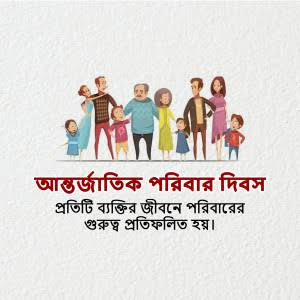 আন্তর্জাতিক পরিবার দিবস
প্রতিটি ব্যক্তির জীবনে পরিবারের
গুরুত্ব প্রতিফলিত হয়।